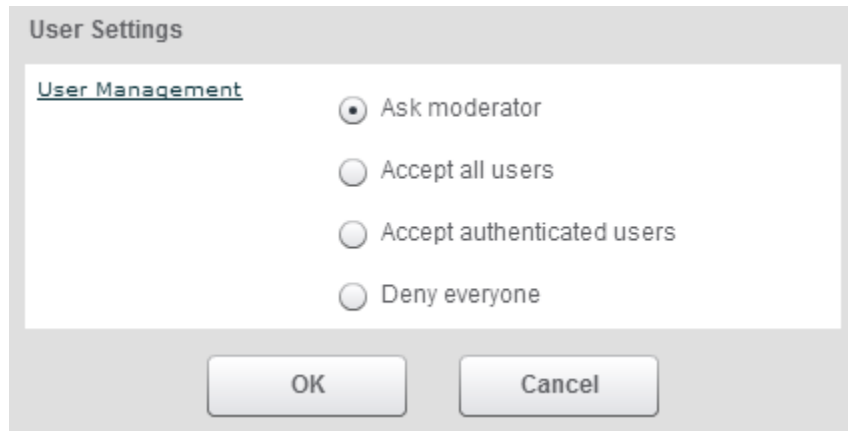 User Settings
User Management
Ask moderator
Accept all users
Accept authenticated users
Deny everyone
OK
Cancel